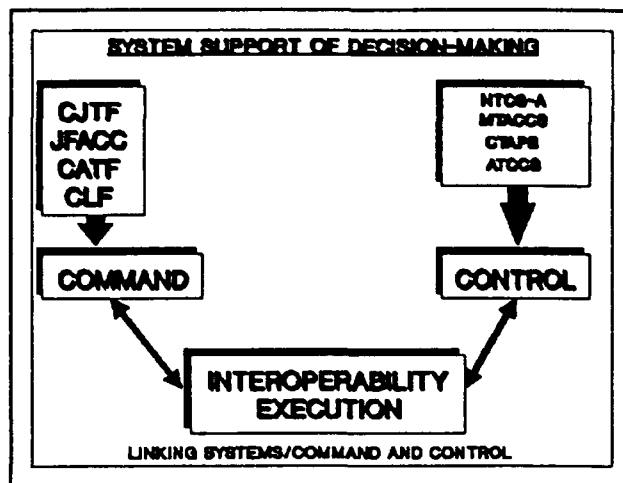 SYSTEM SUPPORT OF DECISION-MAKING
CJTF
JFACC
CATF
CLF
NTCS-A
MTACCS
CTAPS
ATCCS
COMMAND
CONTROL
INTEROPERABILITY
EXECUTION
LINKING SYSTEMS/COMMAND AND CONTROL